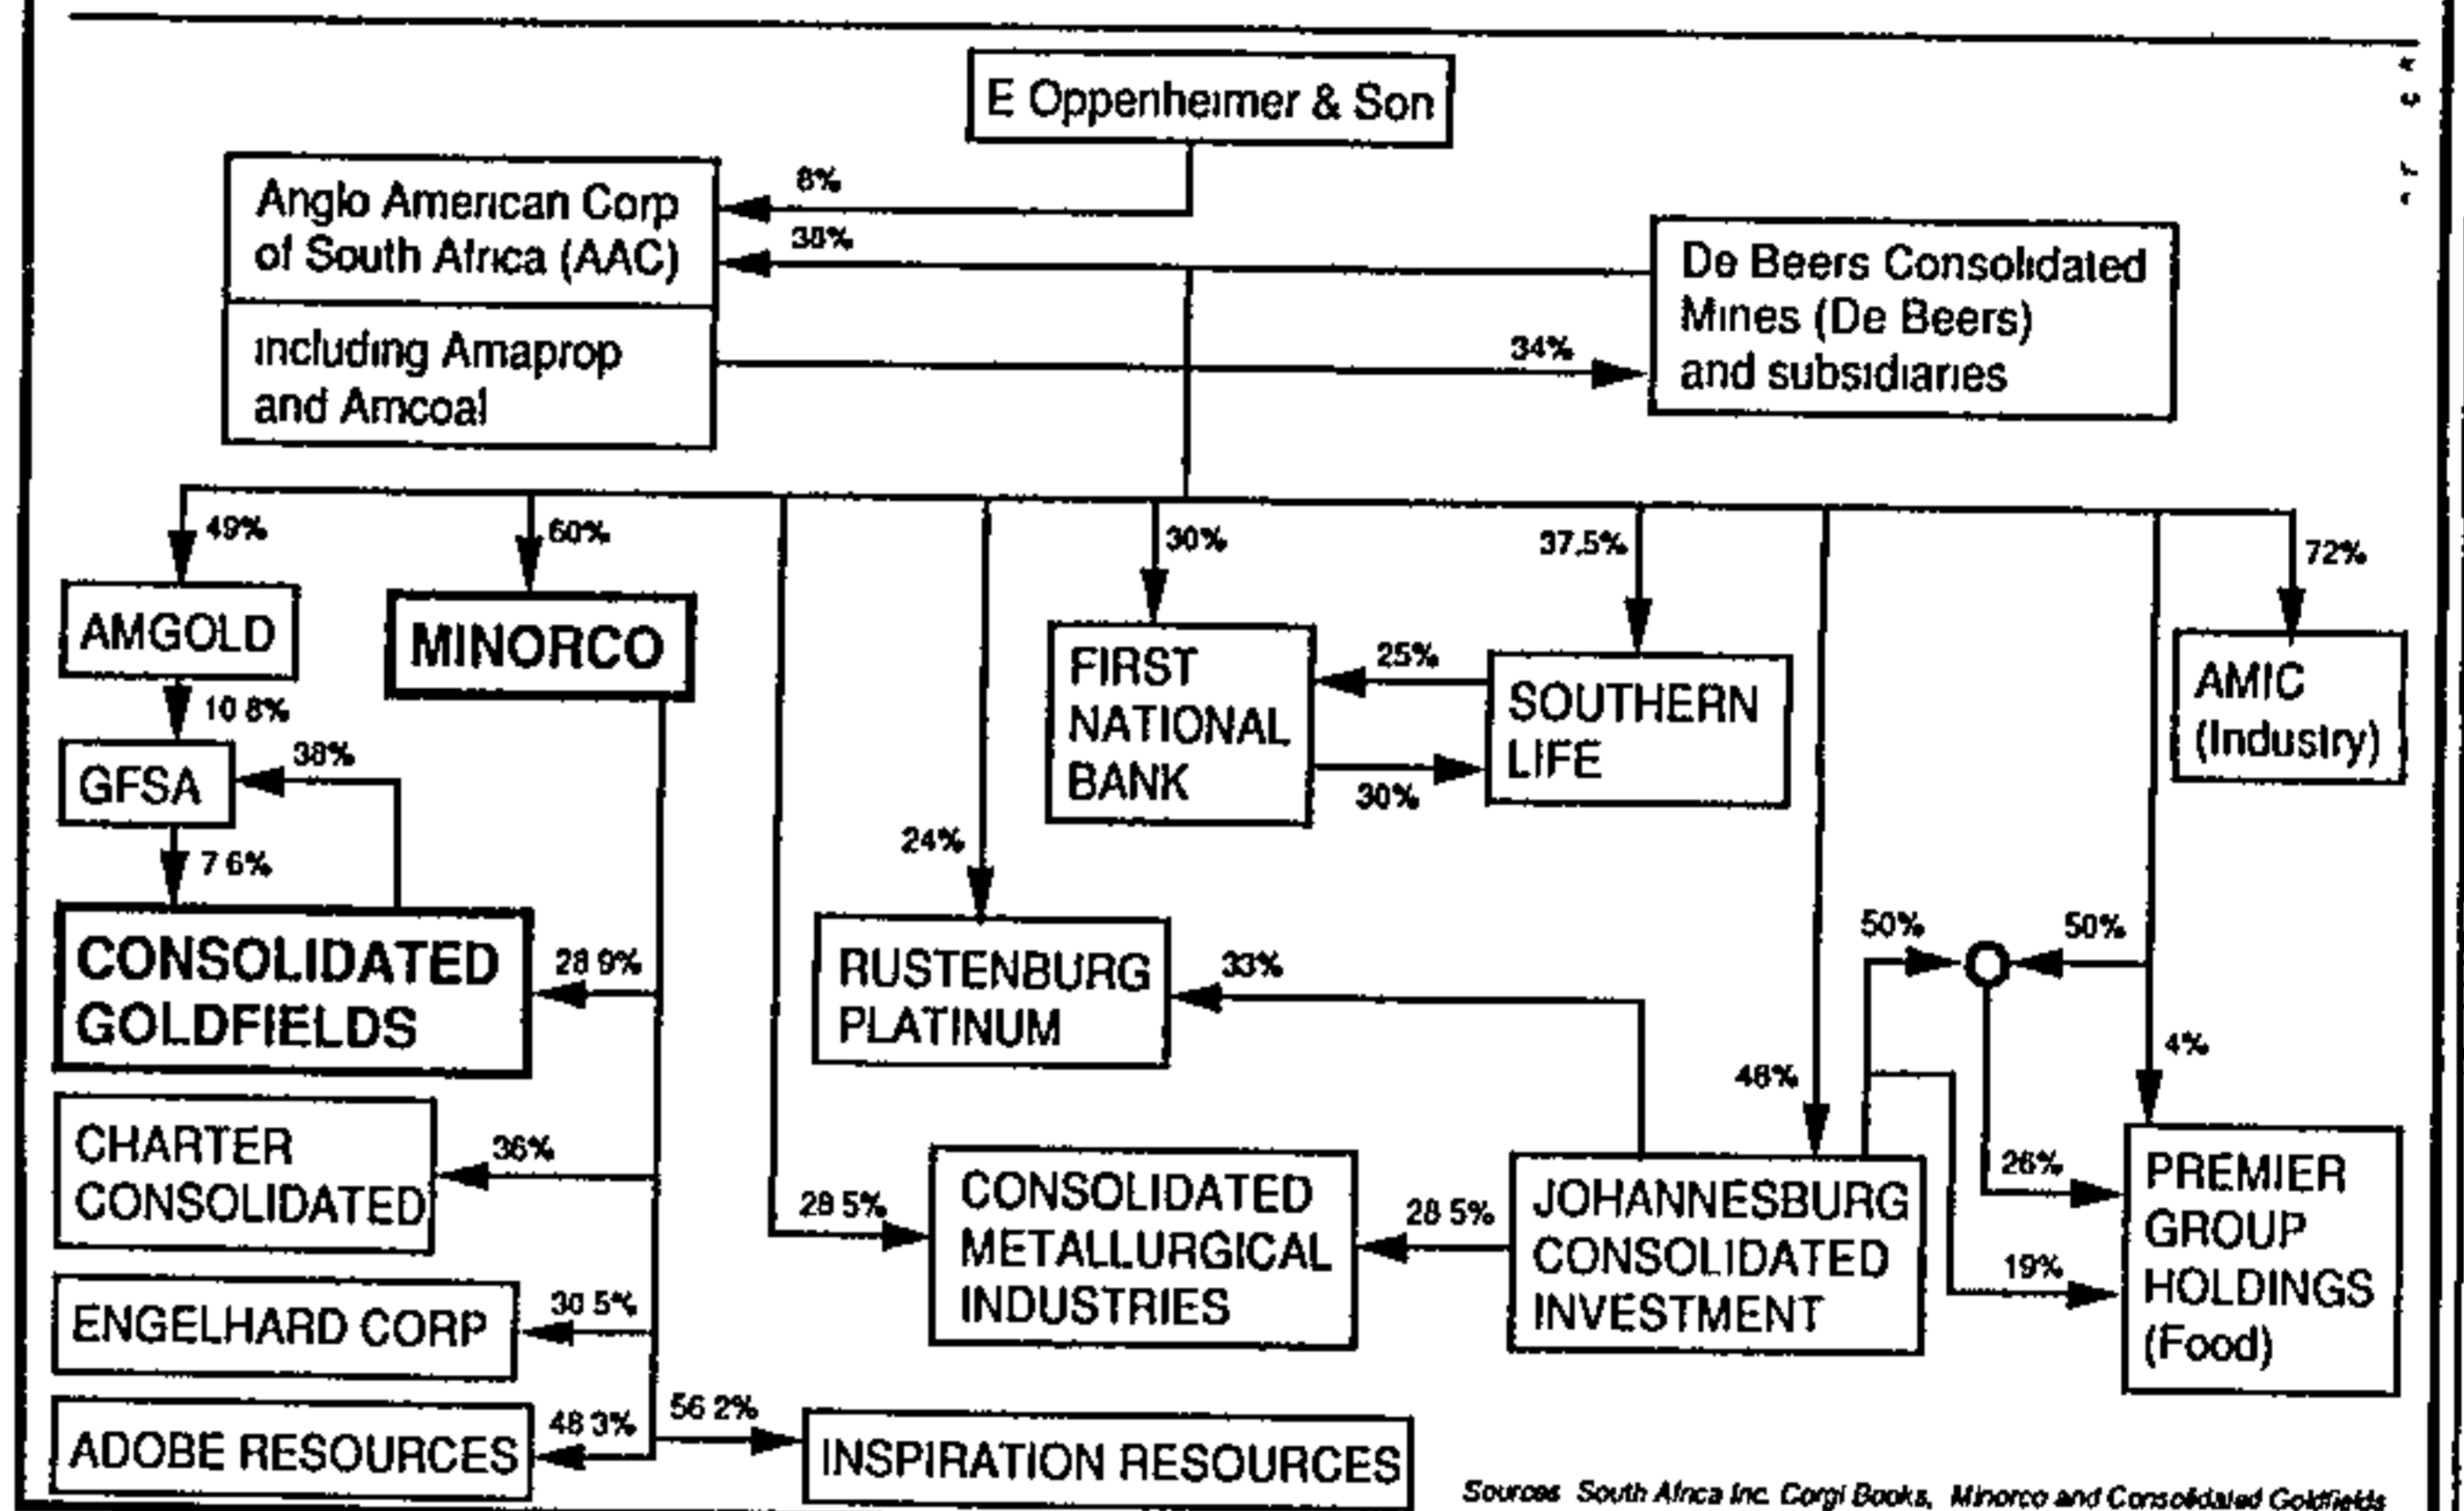 E Oppenheimer & Son
8%
Anglo American Corp
of South Africa (AAC)
including Amaprop
and Amcoal
38%
34%
De Beers Consolidated
Mines (De Beers)
and subsidiaries
49%
60%
30%
37,5%
72%
AMGOLD
MINORCO
FIRST
NATIONAL
BANK
25%
30%
SOUTHERN
LIFE
AMIC
(Industry)
10 8%
GFSA
38%
7 6%
24%
CONSOLIDATED
GOLDFIELDS
28 9%
RUSTENBURG
PLATINUM
33%
48%
50%
50%
4%
CHARTER
CONSOLIDATED
36%
28 5%
CONSOLIDATED
METALLURGICAL
INDUSTRIES
28 5%
JOHANNESBURG
CONSOLIDATED
INVESTMENT
26%
19%
PREMIER
GROUP
HOLDINGS
(Food)
ENGELHARD CORP
30 5%
ADOBE RESOURCES
48 3%
56 2%
INSPIRATION RESOURCES
Sources South Africa Inc. Corgi Books, Minorco and Consolidated Goldfields